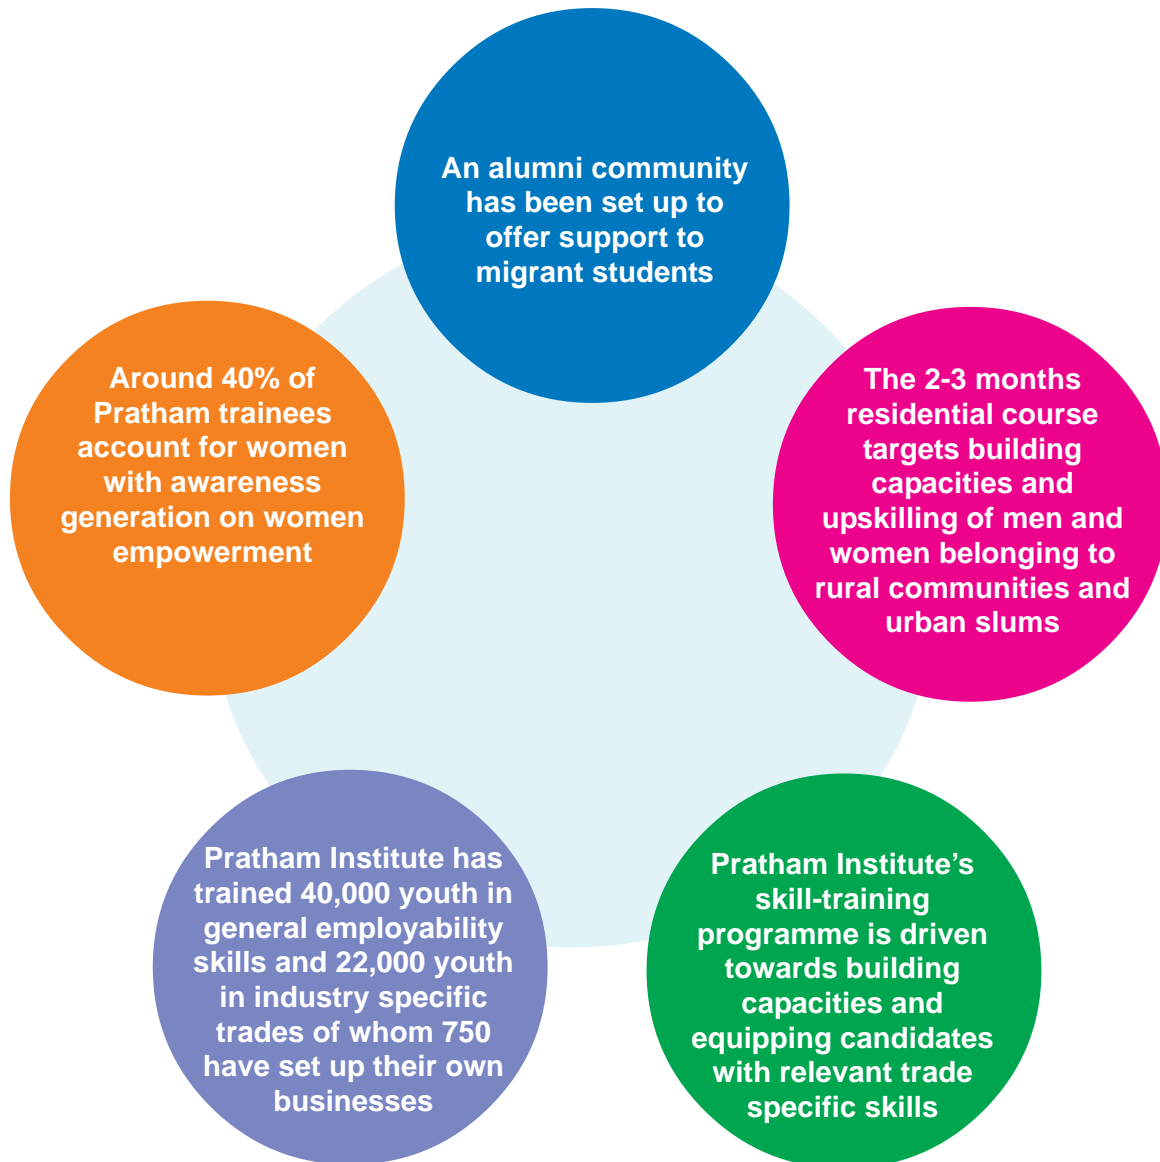 An alumni community
has been set up to
offer support to
migrant students
Around 40% of
Pratham trainees
account for women
with awareness
generation on women
empowerment
The 2-3 months
residential course
targets building
capacities and
upskilling of men and
women belonging to
rural communities and
urban slums
Pratham Institute has
trained 40,000 youth in
general employability
skills and 22,000 youth
in industry specific
trades of whom 750
have set up their own
businesses
Pratham Institute’s
skill-training
programme is driven
towards building
capacities and
equipping candidates
with relevant trade
specific skills